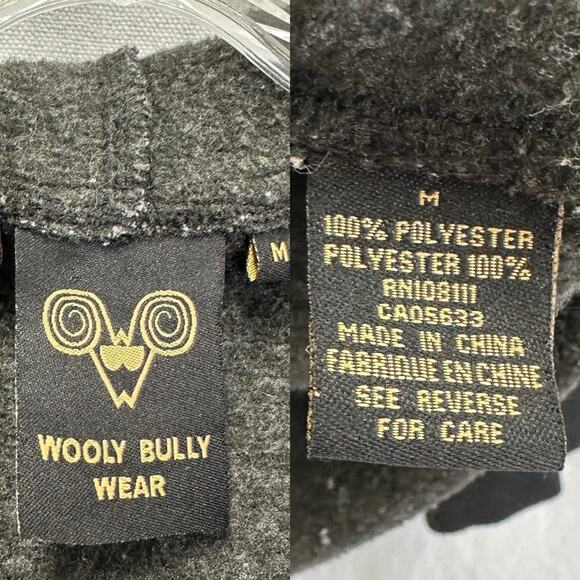 M
WOOLY BULLY
WEAR
M
100% POLYESTER
POLYESTER 100%
RN108111
CA05633
MADE IN CHINA
FABRIQUE EN CHINE
SEE REVERSE
FOR CARE